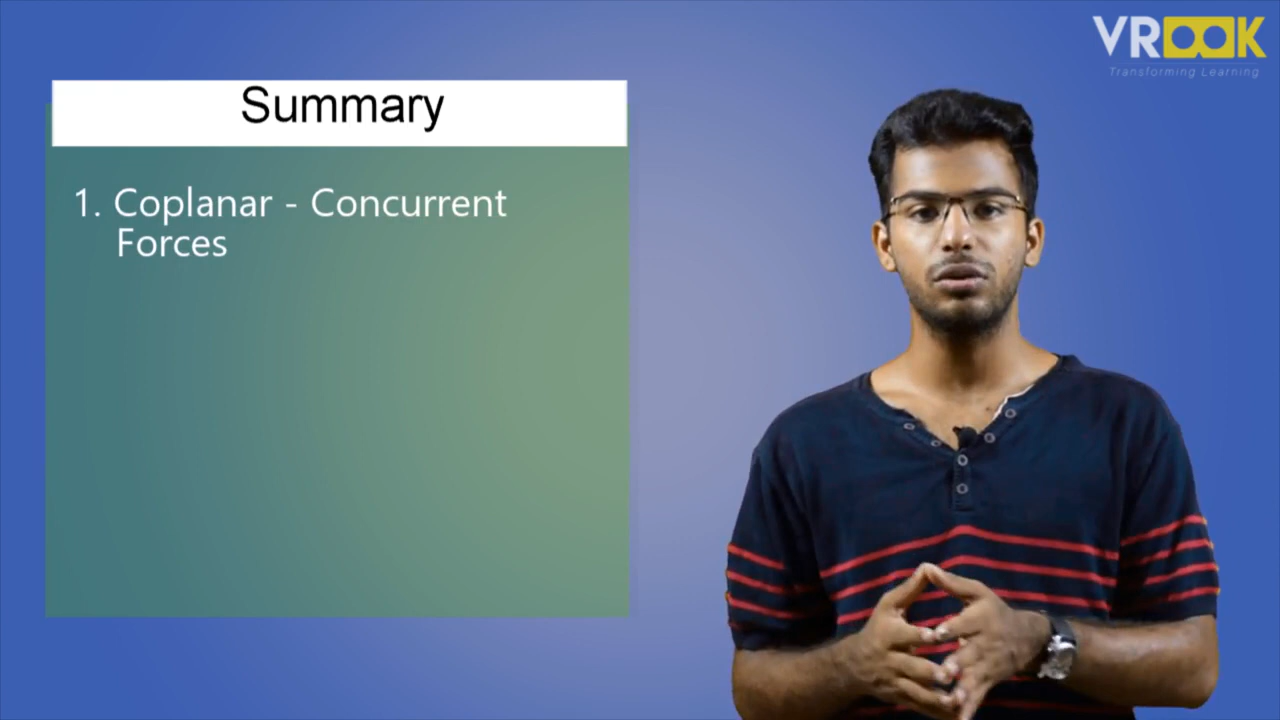 VROOK
Transforming Learning
Summary
1. Coplanar - Concurrent
Forces